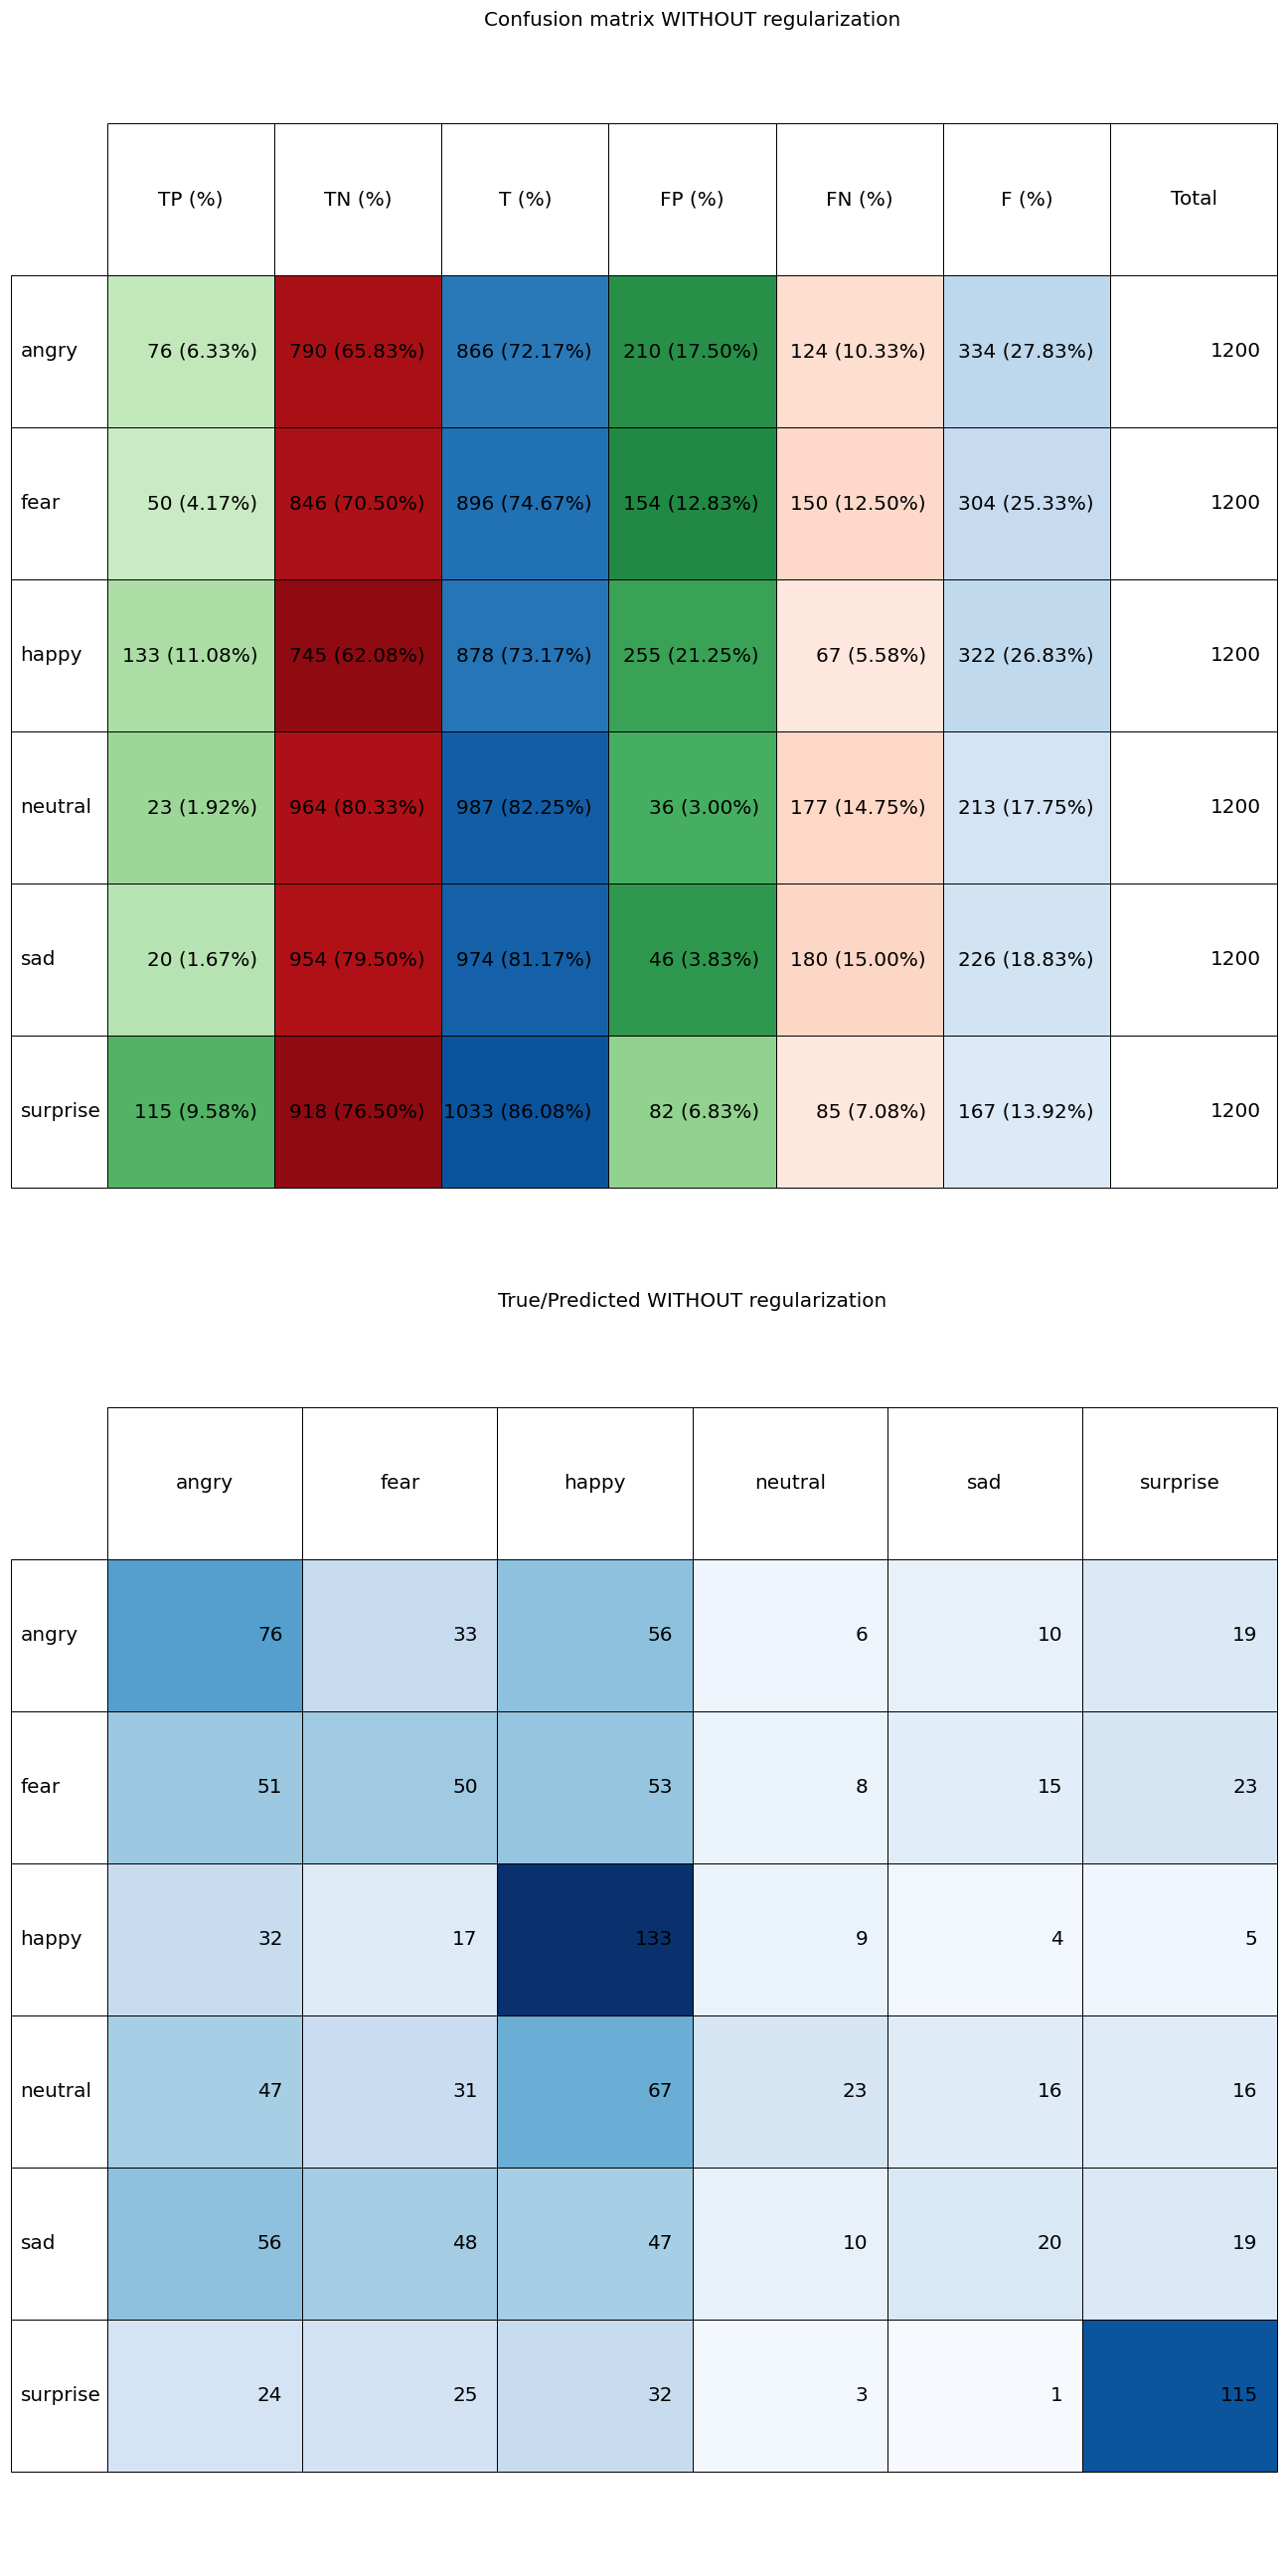 Confusion matrix WITHOUT regularization
TP (%) TN (%) T (%) FP (%) FN (%) F (%) Total
angry 76 (6.33%) 790 (65.83%) 866 (72.17%) 210 (17.50%) 124 (10.33%) 334 (27.83%) 1200
fear 50 (4.17%) 846 (70.50%) 896 (74.67%) 154 (12.83%) 150 (12.50%) 304 (25.33%) 1200
happy 133 (11.08%) 745 (62.08%) 878 (73.17%) 255 (21.25%) 67 (5.58%) 322 (26.83%) 1200
neutral 23 (1.92%) 964 (80.33%) 987 (82.25%) 36 (3.00%) 177 (14.75%) 213 (17.75%) 1200
sad 20 (1.67%) 954 (79.50%) 974 (81.17%) 46 (3.83%) 180 (15.00%) 226 (18.83%) 1200
surprise 115 (9.58%) 918 (76.50%) 1033 (86.08%) 82 (6.83%) 85 (7.08%) 167 (13.92%) 1200
True/Predicted WITHOUT regularization
angry fear happy neutral sad surprise
angry 76 33 56 6 10 19
fear 51 50 53 8 15 23
happy 32 17 133 9 4 5
neutral 47 31 67 23 16 16
sad 56 48 47 10 20 19
surprise 24 25 32 3 1 115